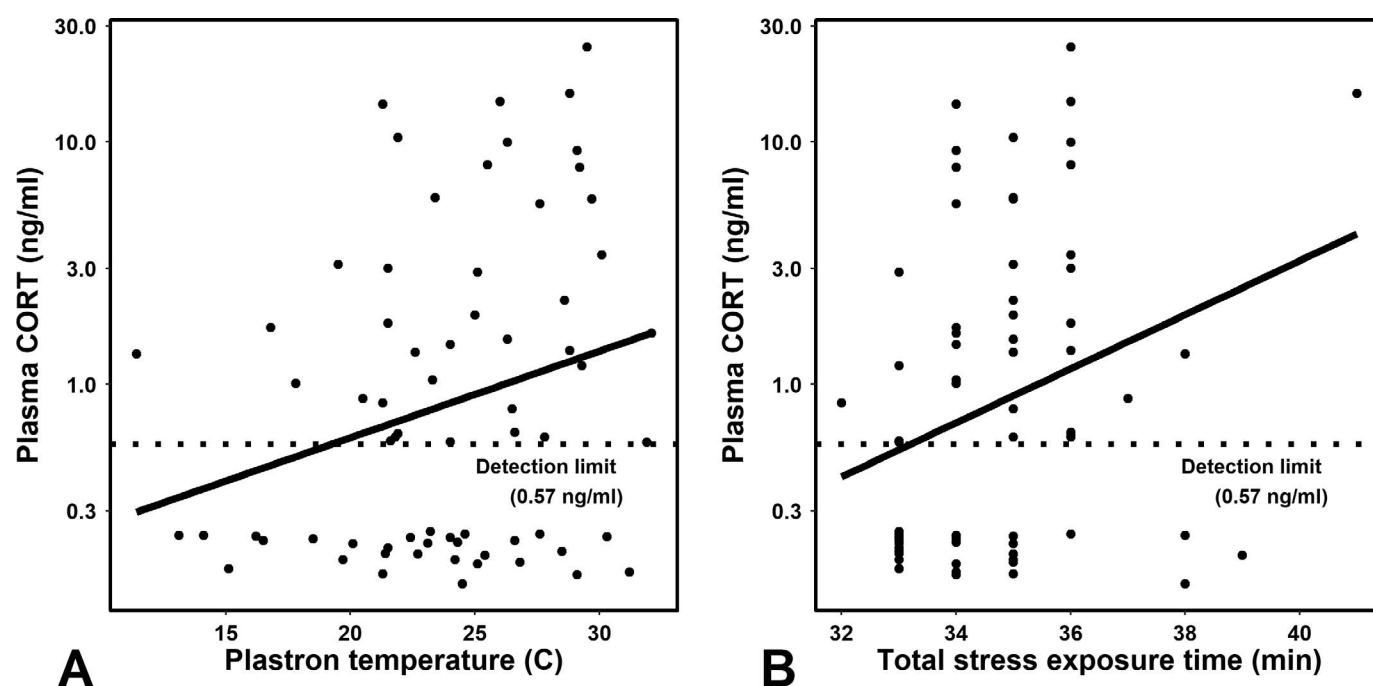 30.0
10.0
3.0
1.0
0.3
Plasma CORT (ng/ml)
Detection limit
(0.57 ng/ml)
15
20
25
30
Plastron temperature (C)
A
30.0
10.0
3.0
1.0
0.3
Plasma CORT (ng/ml)
Detection limit
(0.57 ng/ml)
32
34
36
38
40
Total stress exposure time (min)
B